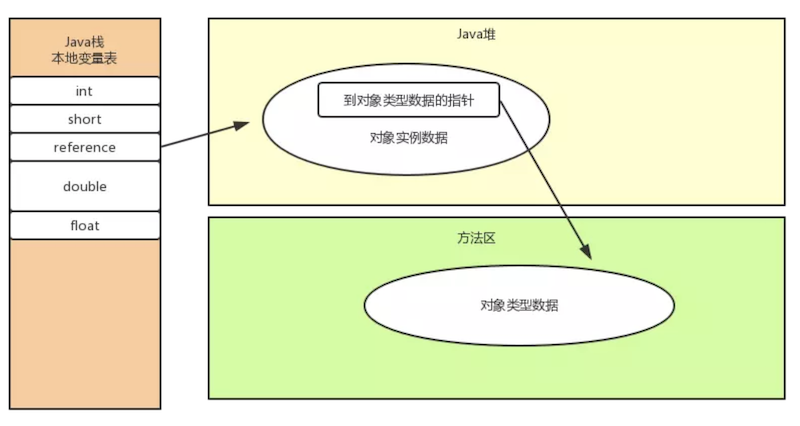 Java栈
本地变量表
int
short
reference
double
float
Java堆
到对象类型数据的指针
对象实例数据
方法区
对象类型数据